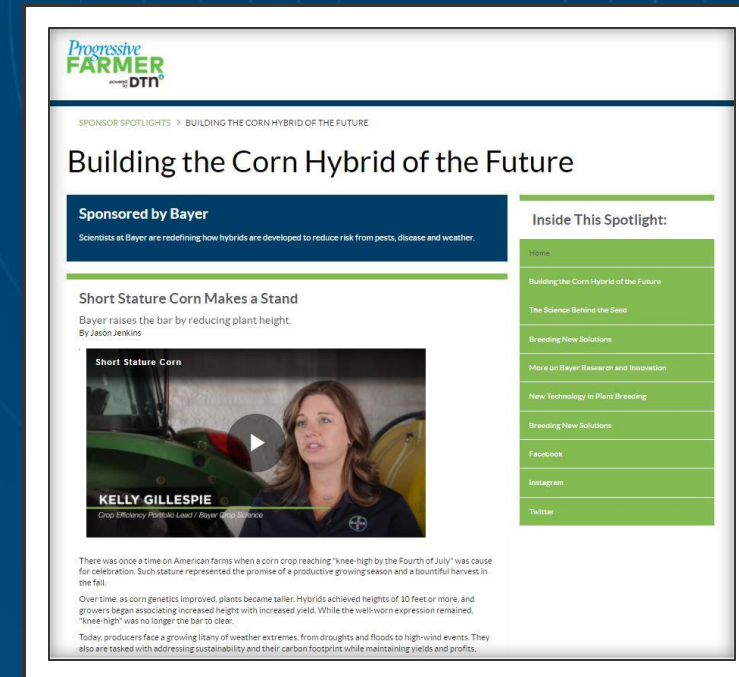 Progressive
FARMER
powered by DTN
SPONSOR SPOTLIGHTS > BUILDING THE CORN HYBRID OF THE FUTURE
Building the Corn Hybrid of the Future
Sponsored by Bayer
Scientists at Bayer are redefining how hybrids are developed to reduce risk from pests, disease and weather.
Short Stature Corn Makes a Stand
Bayer raises the bar by reducing plant height.
By Jason Jenkins
Short Stature Corn
KELLY GILLESPIE
Crop Efficiency Portfolio Lead / Bayer Crop Science
There was once a time on American farms when a corn crop reaching "knee-high by the Fourth of July" was cause
for celebration. Such stature represented the promise of a productive growing season and a bountiful harvest in
the fall.
Over time, as corn genetics improved, plants became taller. Hybrids achieved heights of 10 feet or more, and
growers began associating increased height with increased yield. While the well-worn expression remained,
"knee-high" was no longer the bar to clear.
Today, producers face a growing litany of weather extremes, from droughts and floods to high-wind events. They
also are tasked with addressing sustainability and their carbon footprint while maintaining yields and profits.
Inside This Spotlight:
Home
Building the Corn Hybrid of the Future
The Science Behind the Seed
Breeding New Solutions
More on Bayer Research and Innovation
New Technology in Plant Breeding
Breeding New Solutions
Facebook
Instagram
Twitter